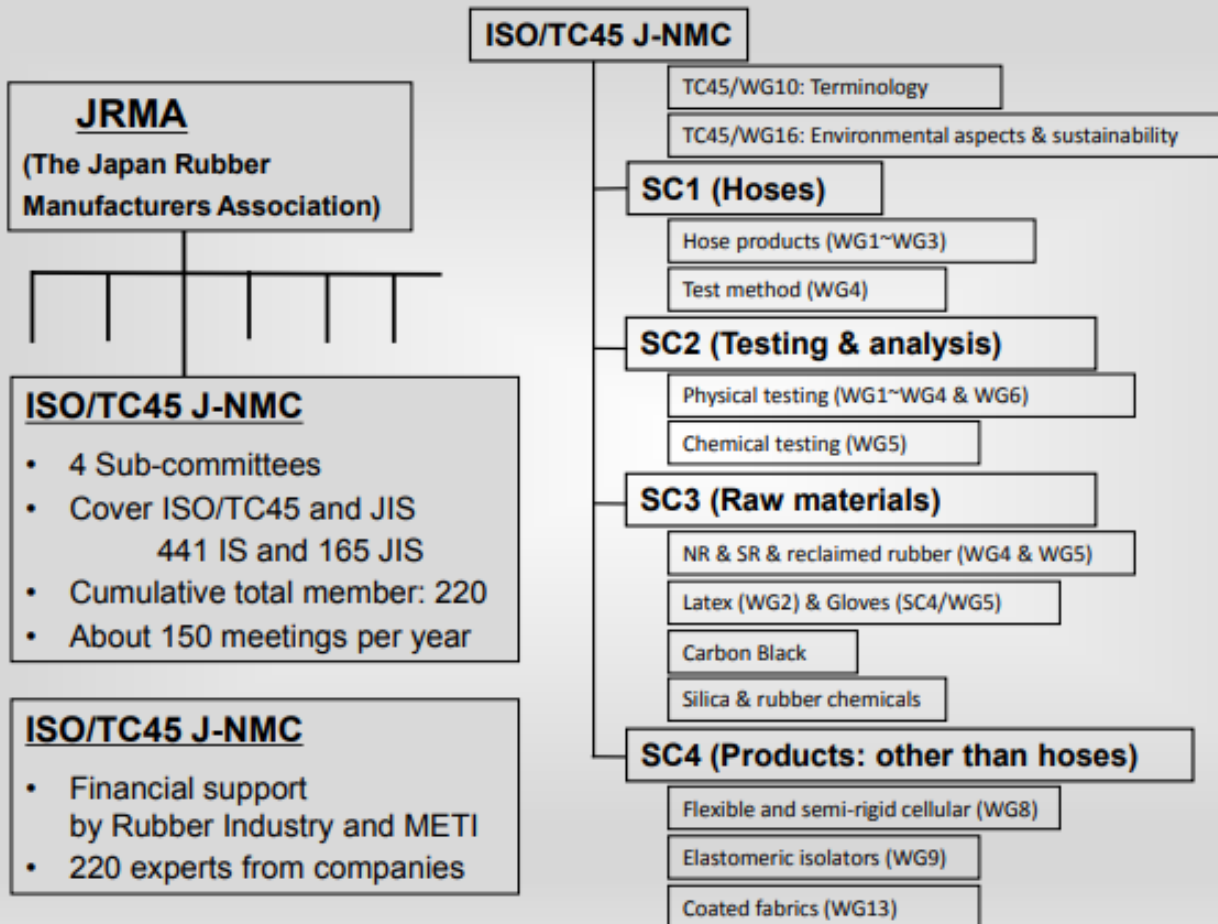 ISO/TC45 J-NMC
JRMA
(The Japan Rubber
Manufacturers Association)
ISO/TC45 J-NMC
• 4 Sub-committees
• Cover ISO/TC45 and JIS
441 IS and 165 JIS
• Cumulative total member: 220
• About 150 meetings per year
ISO/TC45 J-NMC
• Financial support
by Rubber Industry and METI
• 220 experts from companies
TC45/WG10: Terminology
TC45/WG16: Environmental aspects & sustainability
SC1 (Hoses)
Hose products (WG1~WG3)
Test method (WG4)
SC2 (Testing & analysis)
Physical testing (WG1~WG4 & WG6)
Chemical testing (WG5)
SC3 (Raw materials)
NR & SR & reclaimed rubber (WG4 & WG5)
Latex (WG2) & Gloves (SC4/WG5)
Carbon Black
Silica & rubber chemicals
SC4 (Products: other than hoses)
Flexible and semi-rigid cellular (WG8)
Elastomeric isolators (WG9)
Coated fabrics (WG13)